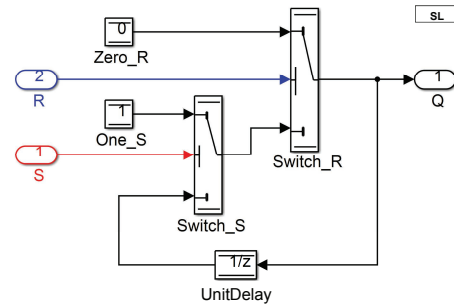 SL
0
Zero_R
2
R
1
Q
1
One_S
Switch_R
1
S
Switch_S
1/z
UnitDelay